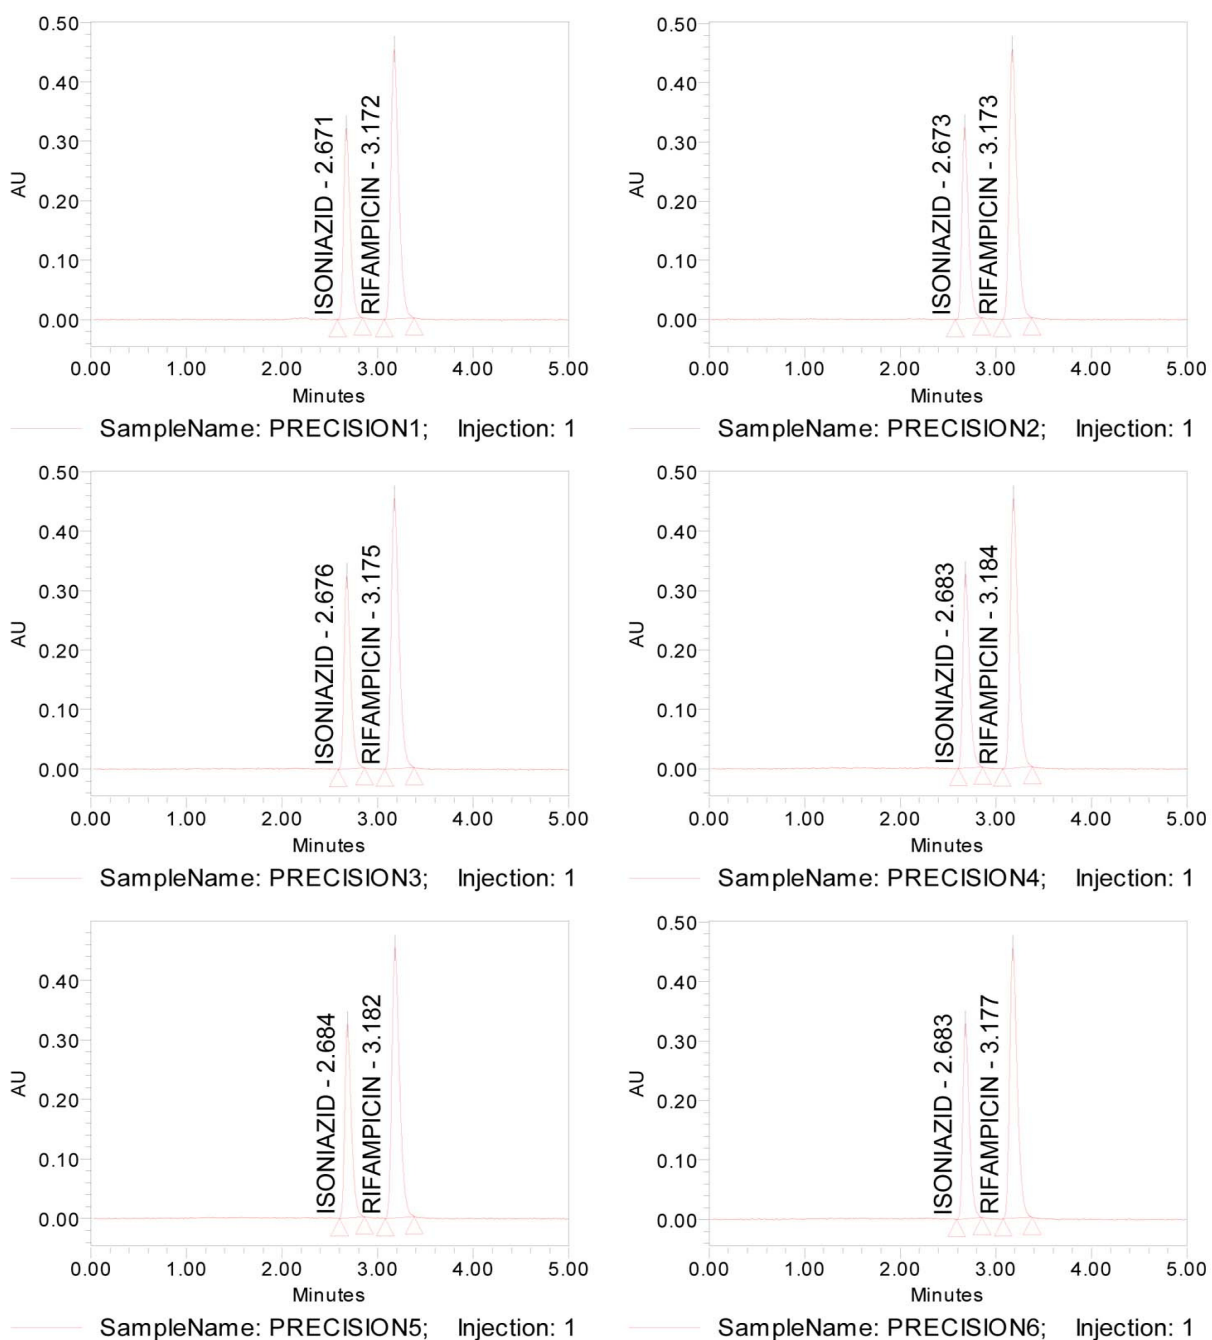 0.50
0.40
0.30
0.20
0.10
0.00
AU
ISONIAZID - 2.671
RIFAMPICIN - 3.172
0.00 1.00 2.00 3.00 4.00 5.00
Minutes
SampleName: PRECISION1; Injection: 1
0.50
0.40
0.30
0.20
0.10
0.00
AU
ISONIAZID - 2.673
RIFAMPICIN - 3.173
0.00 1.00 2.00 3.00 4.00 5.00
Minutes
SampleName: PRECISION2; Injection: 1
0.50
0.40
0.30
0.20
0.10
0.00
AU
ISONIAZID - 2.676
RIFAMPICIN - 3.175
0.00 1.00 2.00 3.00 4.00 5.00
Minutes
SampleName: PRECISION3; Injection: 1
0.50
0.40
0.30
0.20
0.10
0.00
AU
ISONIAZID - 2.683
RIFAMPICIN - 3.184
0.00 1.00 2.00 3.00 4.00 5.00
Minutes
SampleName: PRECISION4; Injection: 1
0.40
0.30
0.20
0.10
0.00
AU
ISONIAZID - 2.684
RIFAMPICIN - 3.182
0.00 1.00 2.00 3.00 4.00 5.00
Minutes
SampleName: PRECISION5; Injection: 1
0.50
0.40
0.30
0.20
0.10
0.00
AU
ISONIAZID - 2.683
RIFAMPICIN - 3.177
0.00 1.00 2.00 3.00 4.00 5.00
Minutes
SampleName: PRECISION6; Injection: 1